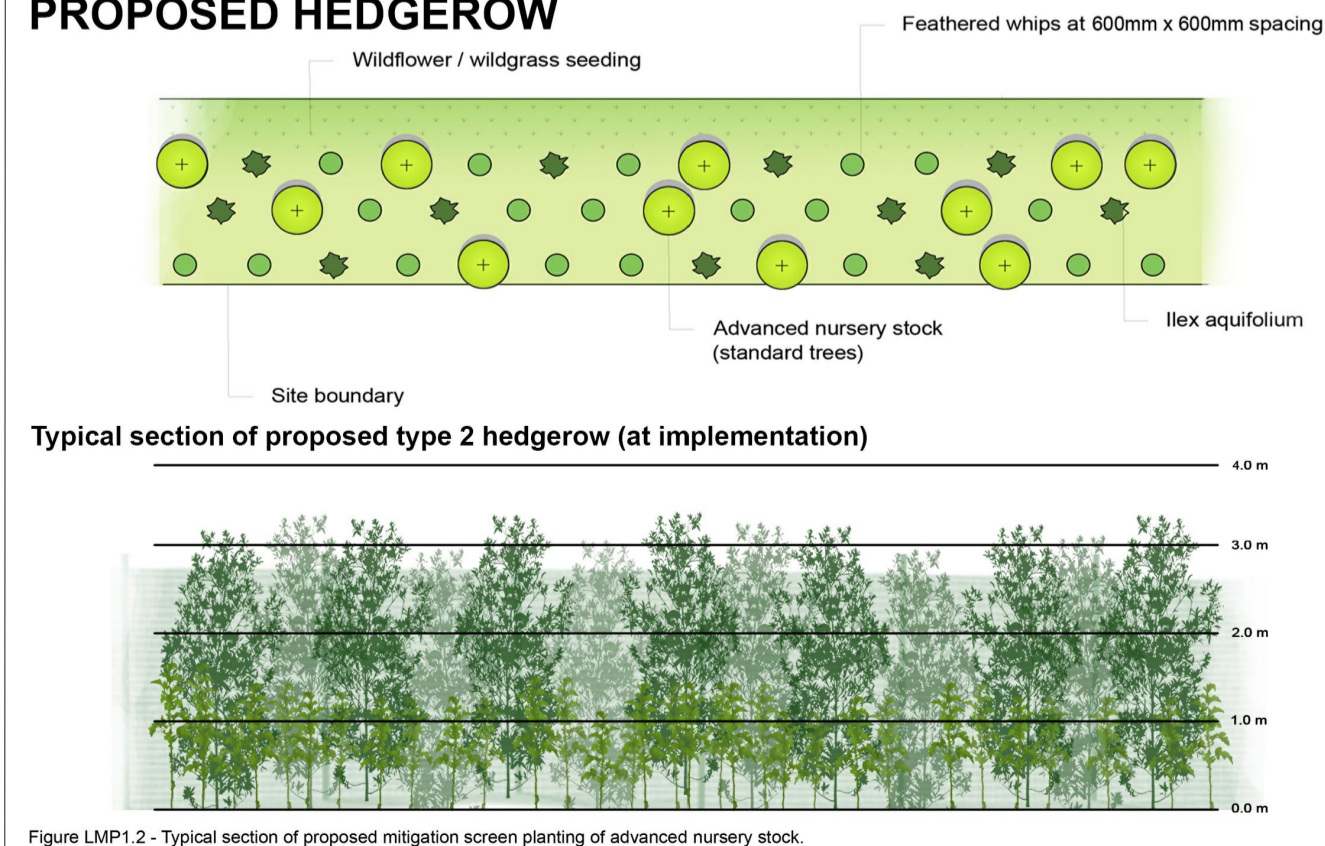 PROPOSED HEDGEROW
Feathered whips at 600mm x 600mm spacing
Wildflower / wildgrass seeding
Ilex aquifolium
Advanced nursery stock
(standard trees)
Site boundary
Typical section of proposed type 2 hedgerow (at implementation)
4.0 m
3.0 m
2.0 m
1.0 m
0.0 m
Figure LMP1.2 - Typical section of proposed mitigation screen planting of advanced nursery stock.